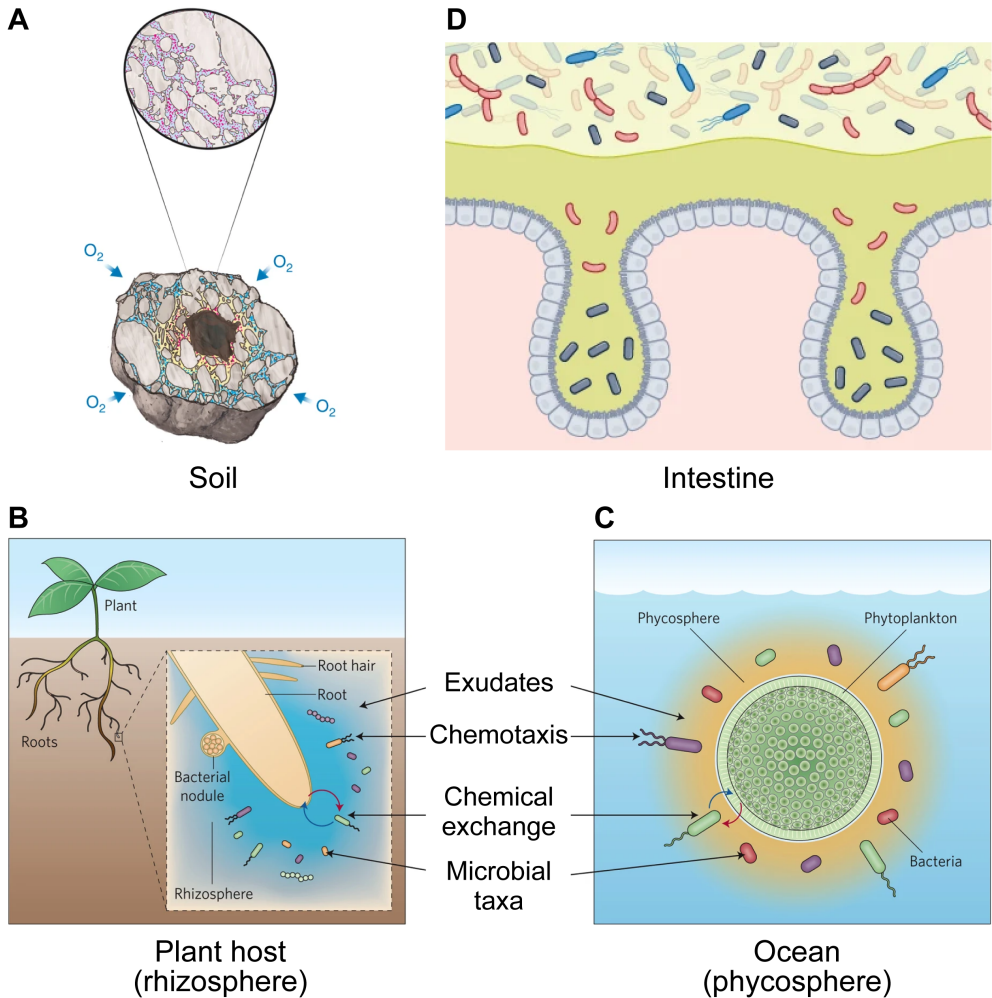 A
O₂
O₂
O₂
O₂
Soil
D
Intestine
B
Plant
Roots
Root hair
Root
Bacterial
nodule
Rhizosphere
Plant host
(rhizosphere)
Exudates
Chemotaxis
Chemical
exchange
Microbial
taxa
C
Phycosphere
Phytoplankton
Bacteria
Ocean
(phycosphere)